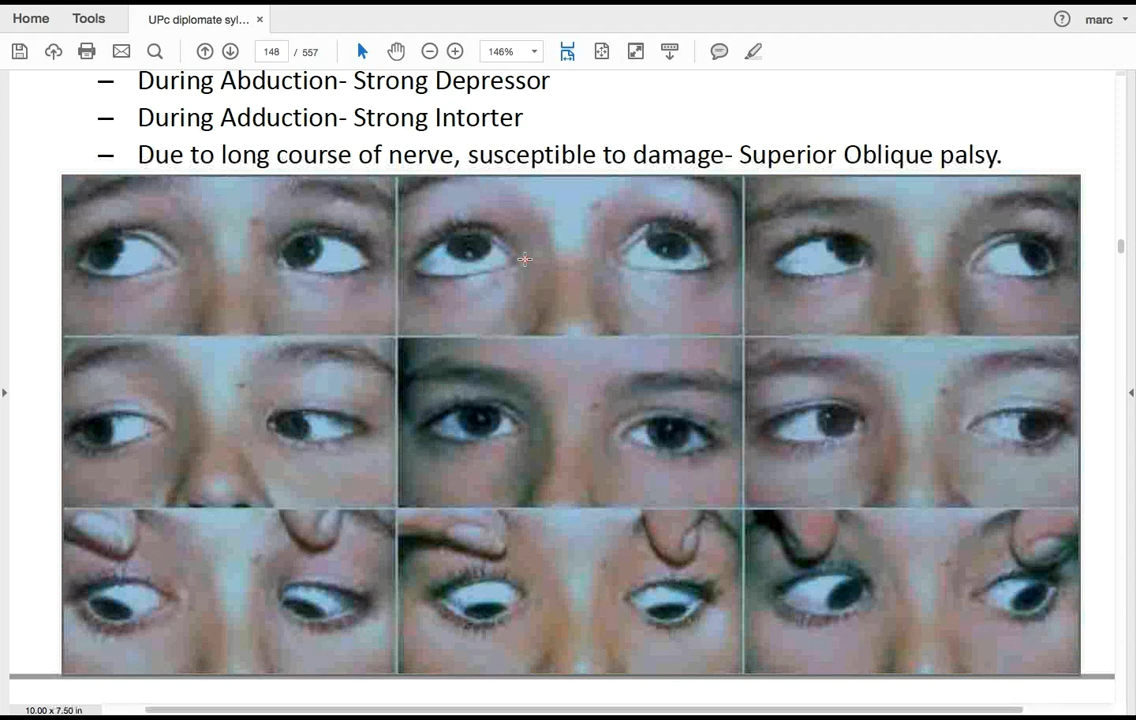 Home Tools UPc diplomate syl... × ? marc
148 / 557 146%
– During Abduction- Strong Depressor
– During Adduction- Strong Intorter
– Due to long course of nerve, susceptible to damage- Superior Oblique palsy.
10.00 x 7.50 in